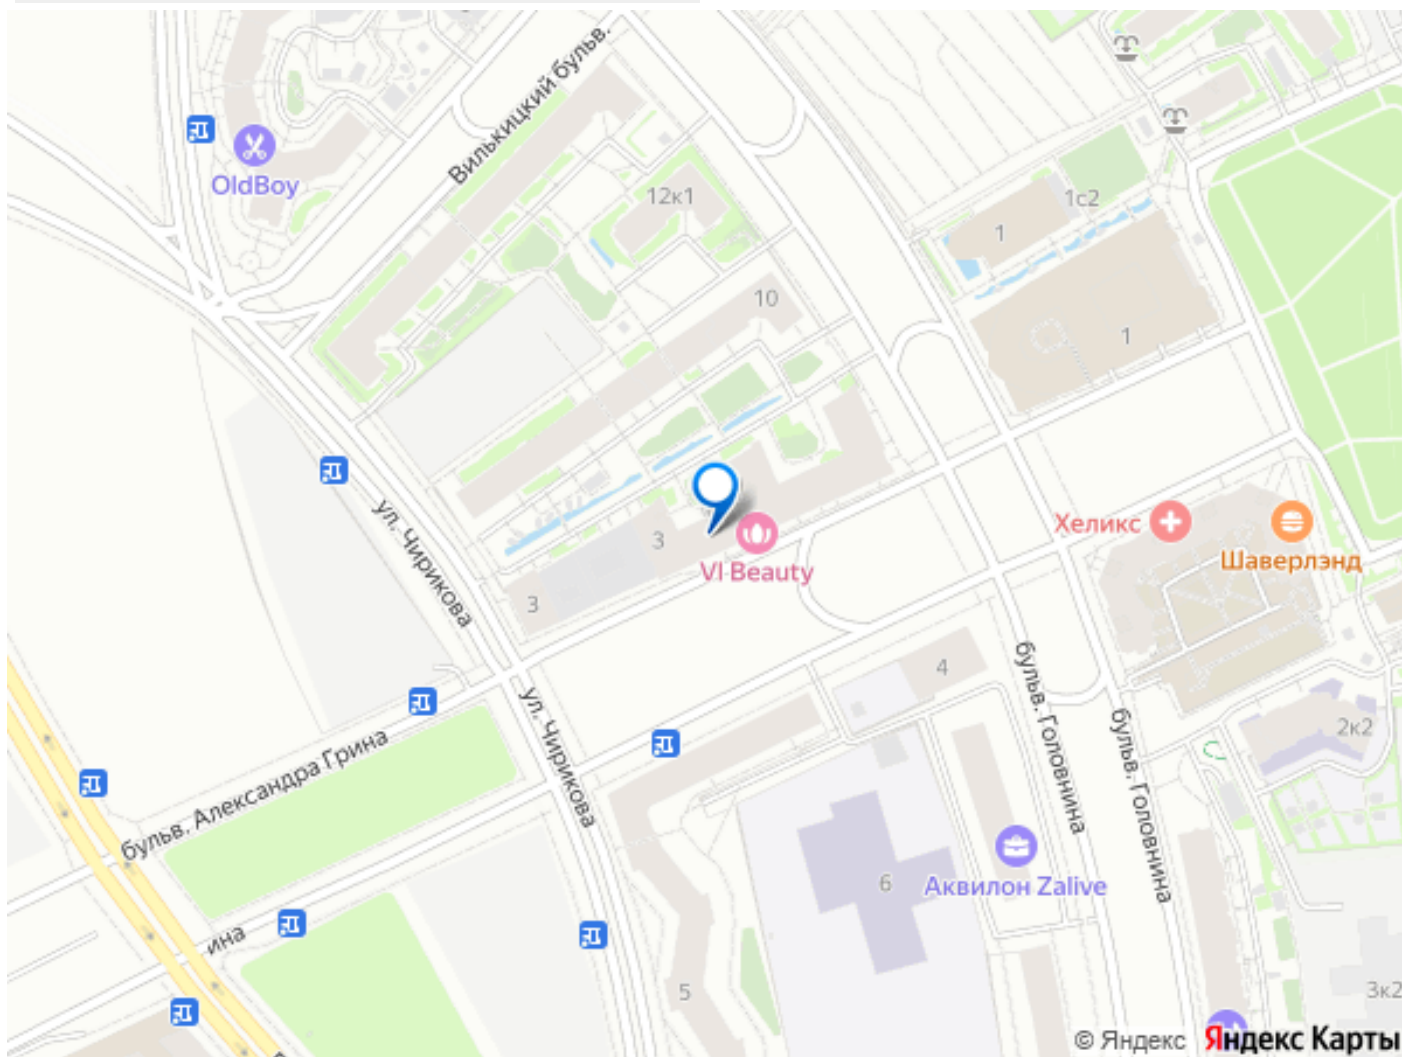 Вилькицкий бульв.
OldBoy
12к1
1с2
1
10
1
ул. Чирикова
3
VI Beauty
3
Хеликс
Шаверлэнд
4
бульв. Головнина
бульв. Головнина
2к2
ул. Чирикова
бульв. Александра Грина
ина
6
Аквилон Zalive
5
3к2
© Яндекс Яндекс Карты